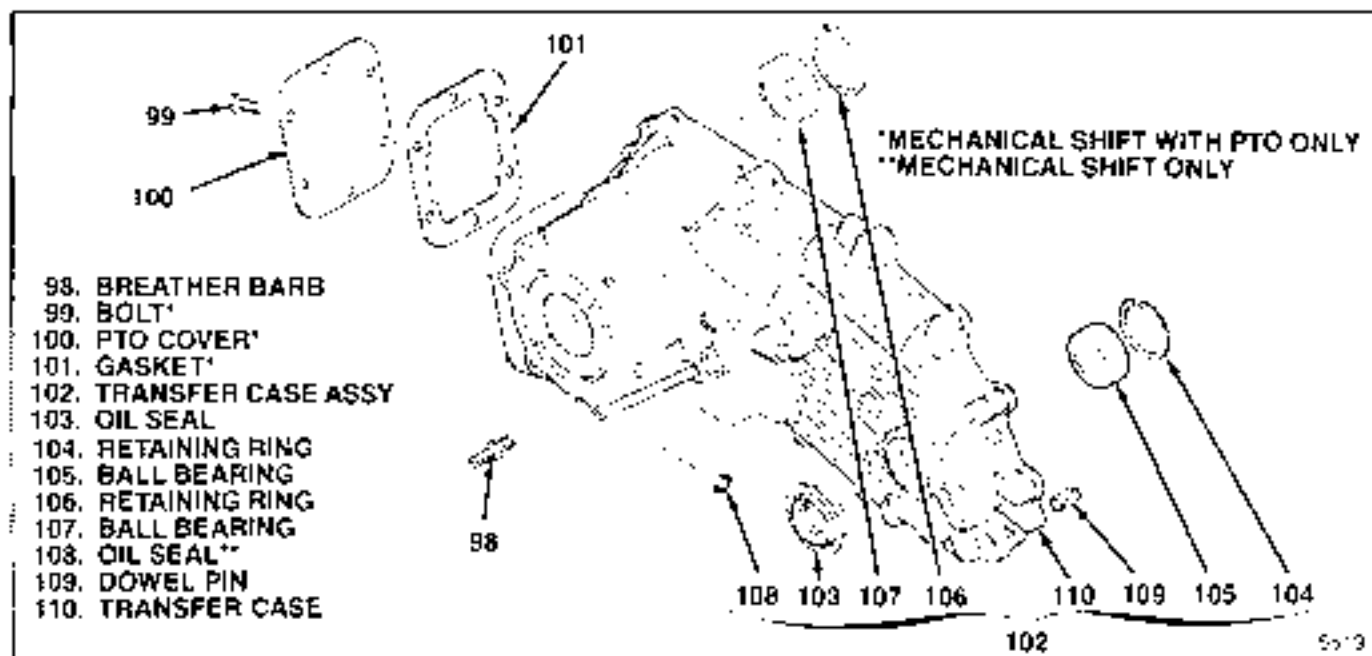 101
99
*MECHANICAL SHIFT WITH PTO ONLY
**MECHANICAL SHIFT ONLY
100
98. BREATHER BARB
99. BOLT*
100. PTO COVER*
101. GASKET*
102. TRANSFER CASE ASSY
103. OIL SEAL
104. RETAINING RING
105. BALL BEARING
106. RETAINING RING
107. BALL BEARING
108. OIL SEAL**
109. DOWEL PIN
110. TRANSFER CASE
98
108 103 107 106 110 109 105 104
102